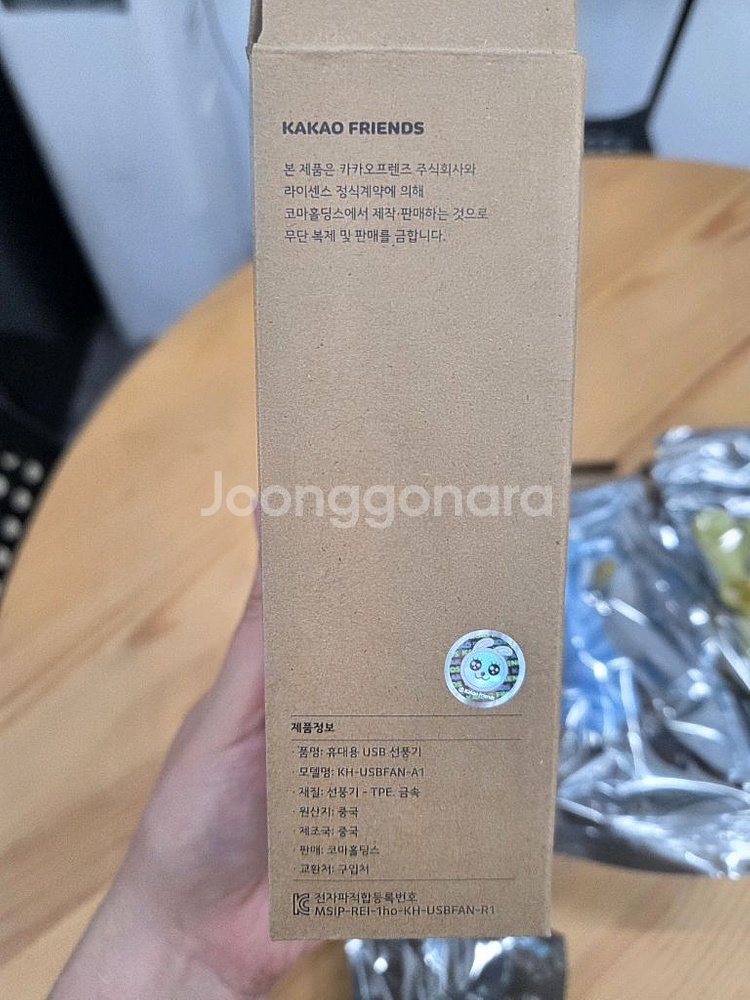 KAKAO FRIENDS
본 제품은 카카오프렌즈 주식회사와
라이센스 정식계약에 의해
코마홀딩스에서 제작·판매하는 것으로
무단 복제 및 판매를 금합니다.
Joonggonara
제품정보
· 품명: 휴대용 USB 선풍기
· 모델명: KH-USBFAN-A1
· 재질: 선풍기 - TPE, 금속
· 원산지: 중국
· 제조국: 중국
· 판매: 코마홀딩스
· 교환처: 구입처
전자파적합등록번호
MSIP-REI-1ho-KH-USBFAN-R1